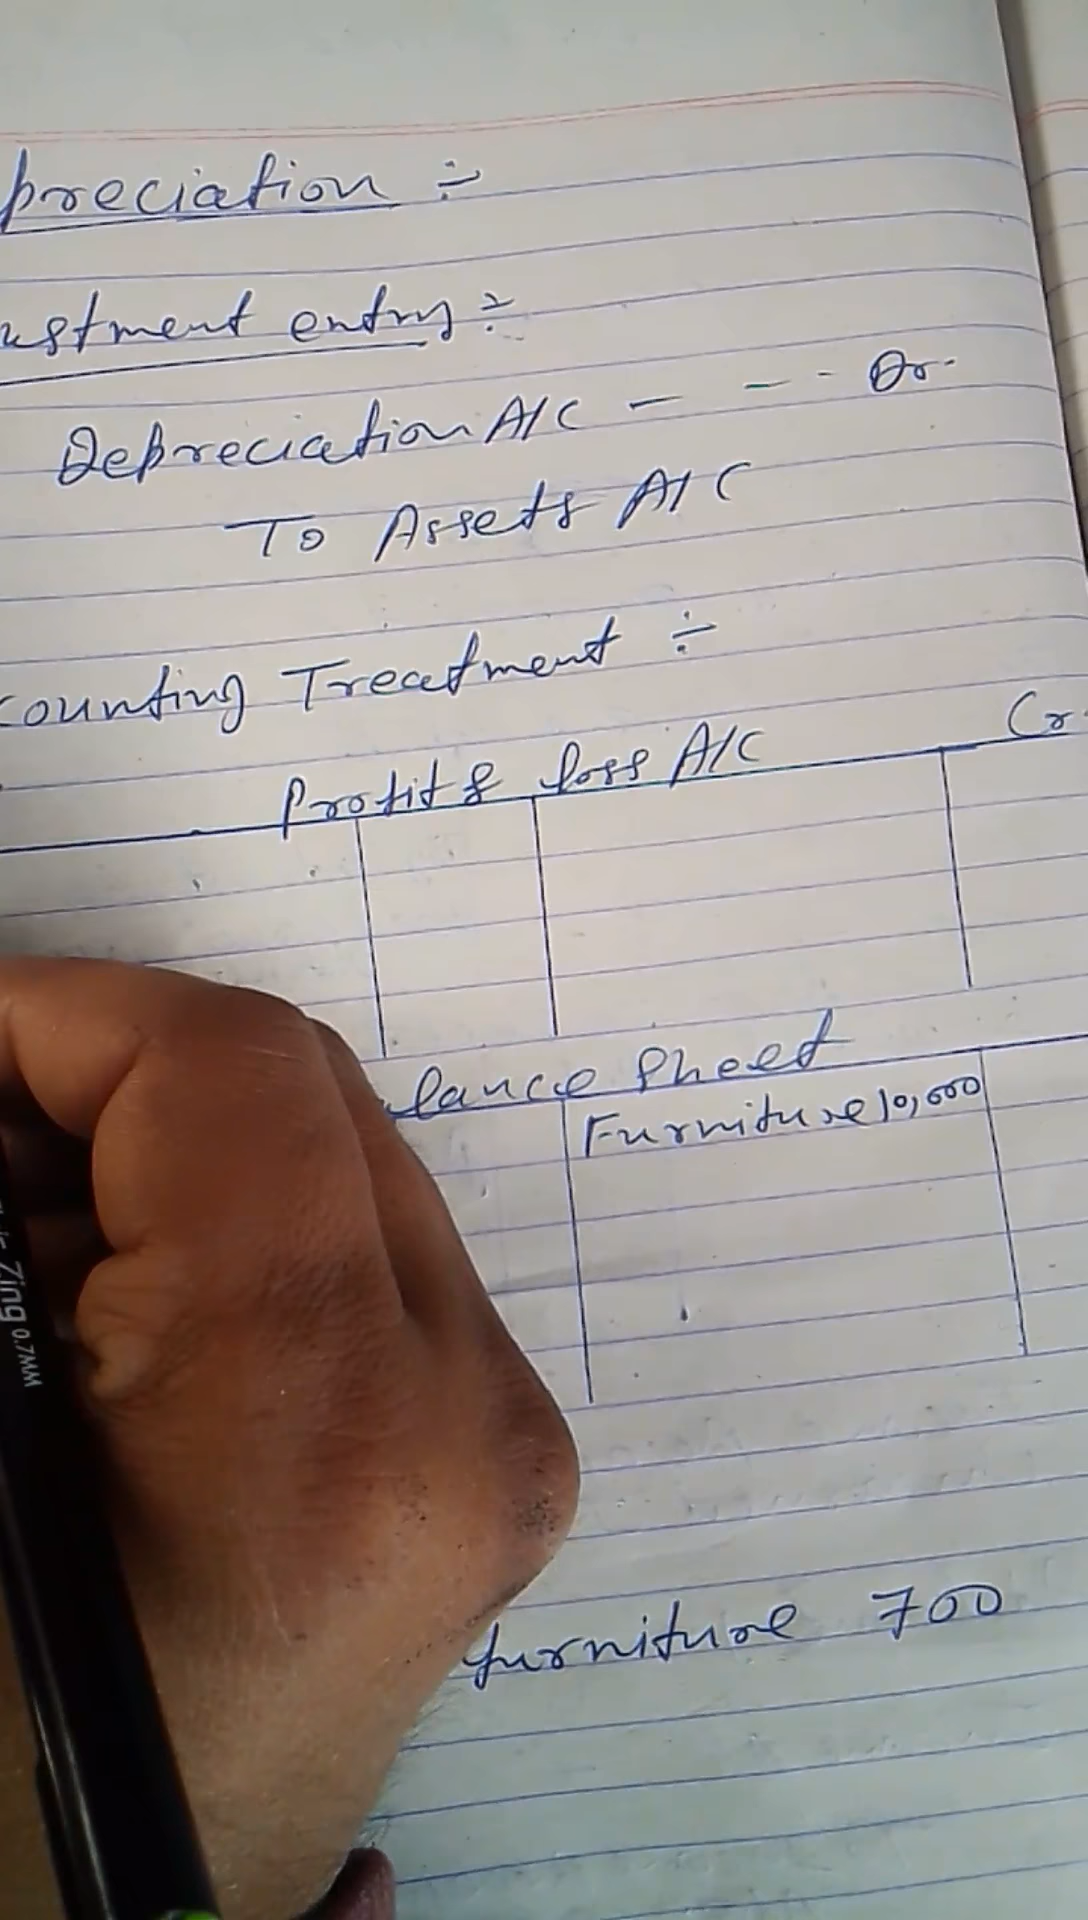 preciation :-
ustment entry :-
Depreciation A/C - - - Dr.
To Assets A/C
counting Treatment :-
Profit & loss A/C Cr.
lance Sheet
Furniture 10,000
Zing 0.7MM
furniture 700